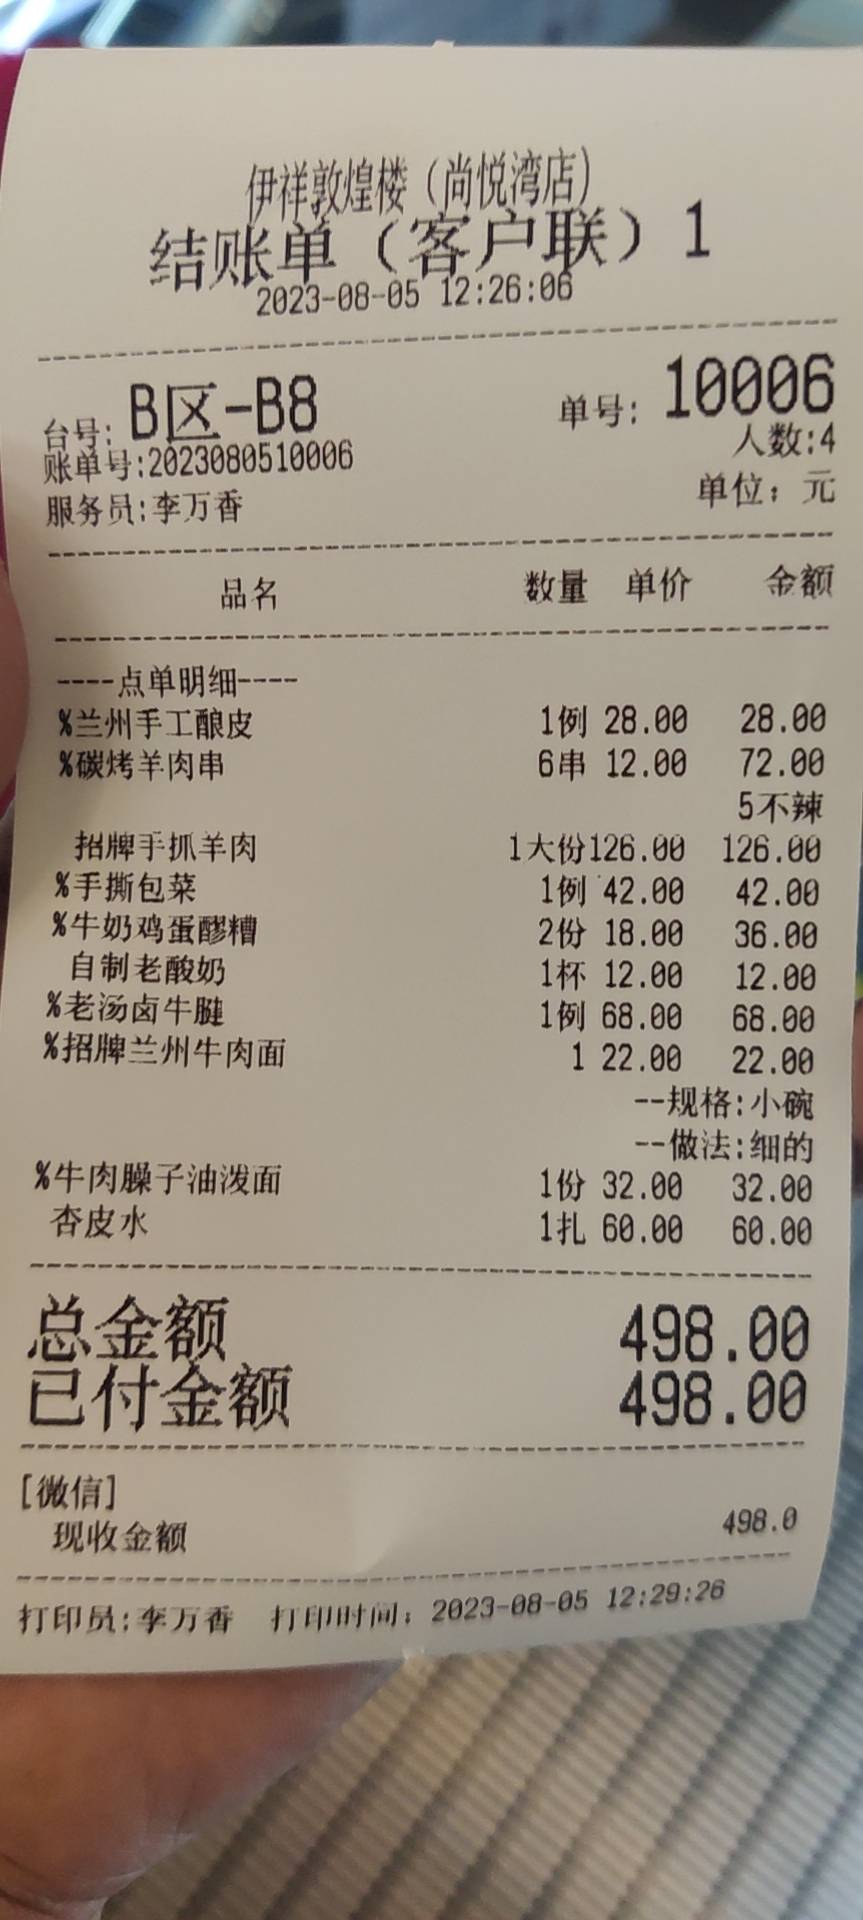 伊祥敦煌楼（尚悦湾店）
结账单（客户联）1
2023-08-05 12:26:06
台号: B区-B8 单号: 10006
账单号:2023080510006 人数:4
服务员:李万香 单位: 元
品名 数量 单价 金额
----点单明细----
%兰州手工酿皮 1例 28.00 28.00
%碳烤羊肉串 6串 12.00 72.00
5不辣
招牌手抓羊肉 1大份126.00 126.00
%手撕包菜 1例 42.00 42.00
%牛奶鸡蛋醪糟 2份 18.00 36.00
自制老酸奶 1杯 12.00 12.00
%老汤卤牛腱 1例 68.00 68.00
%招牌兰州牛肉面 1 22.00 22.00
--规格:小碗
--做法:细的
%牛肉臊子油泼面 1份 32.00 32.00
杏皮水 1扎 60.00 60.00
总金额 498.00
已付金额 498.00
[微信]
现收金额 498.0
打印员:李万香 打印时间: 2023-08-05 12:29:26